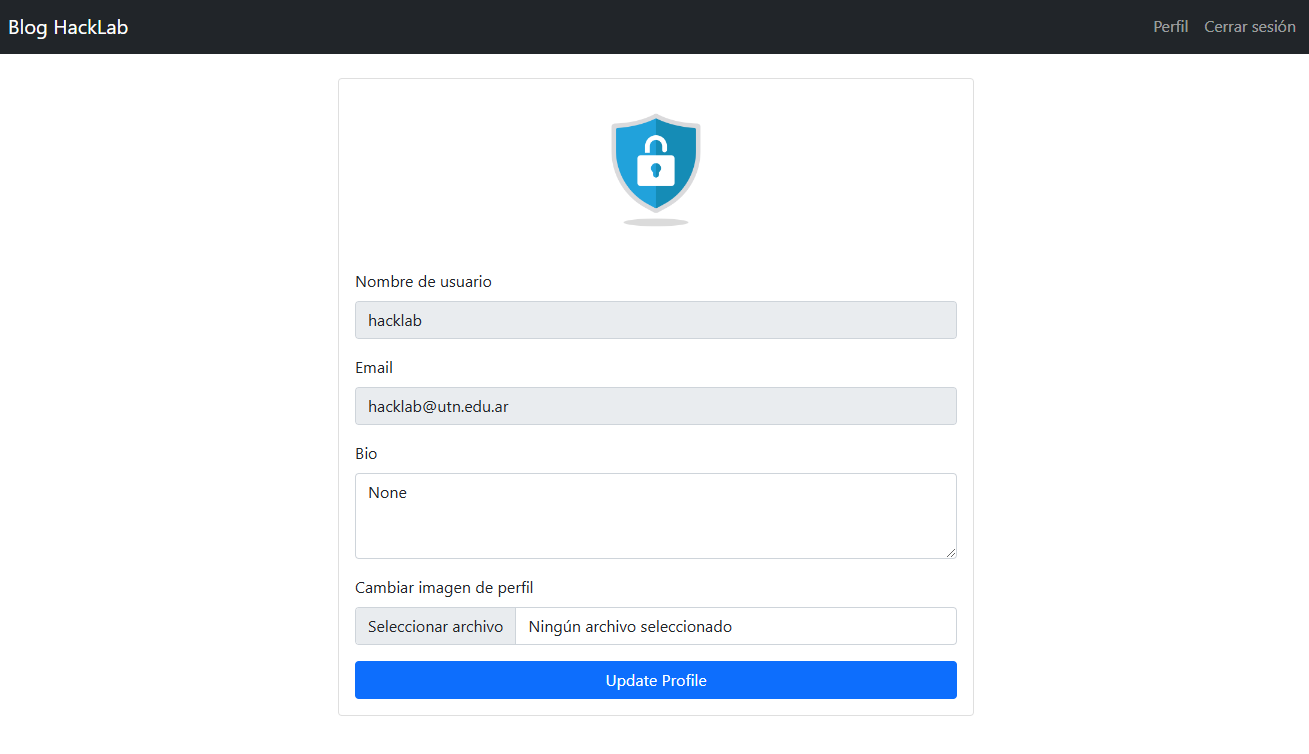 Blog HackLab
Perfil
Cerrar sesión
Nombre de usuario
hacklab
Email
hacklab@utn.edu.ar
Bio
None
Cambiar imagen de perfil
Seleccionar archivo
Ningún archivo seleccionado
Update Profile